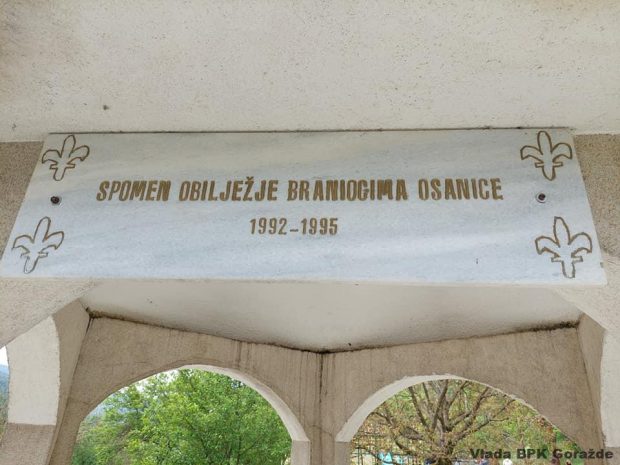 SPOMEN OBILJEŽJE BRANIOCIMA OSANICE
1992-1995
Vlada BPK Goražde